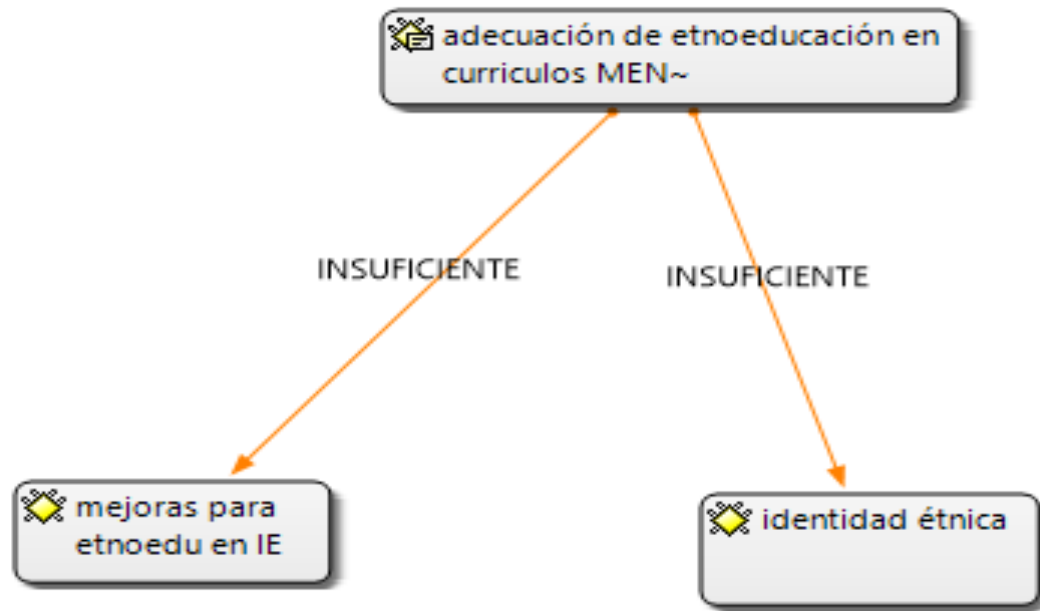 adecuación de etnoeducación en
curriculos MEN~
INSUFICIENTE
INSUFICIENTE
mejoras para
etnoedu en IE
identidad étnica